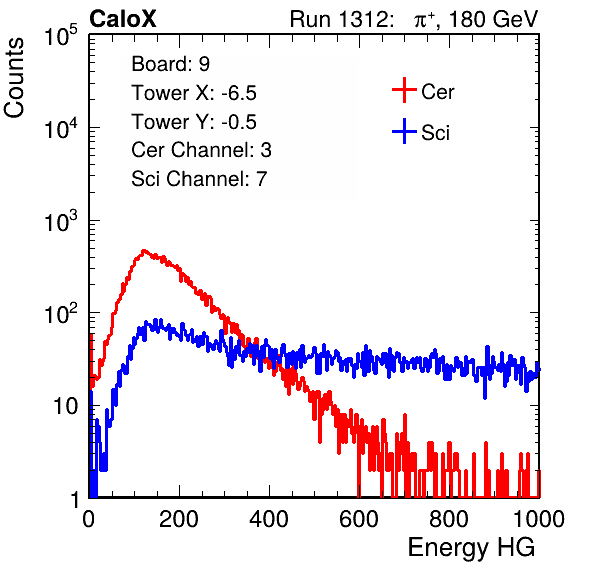 CaloX Run 1312: π⁺, 180 GeV
Counts
10⁵
10⁴
10³
10²
10
1
Board: 9
Tower X: -6.5
Tower Y: -0.5
Cer Channel: 3
Sci Channel: 7
Cer
Sci
0 200 400 600 800 1000
Energy HG